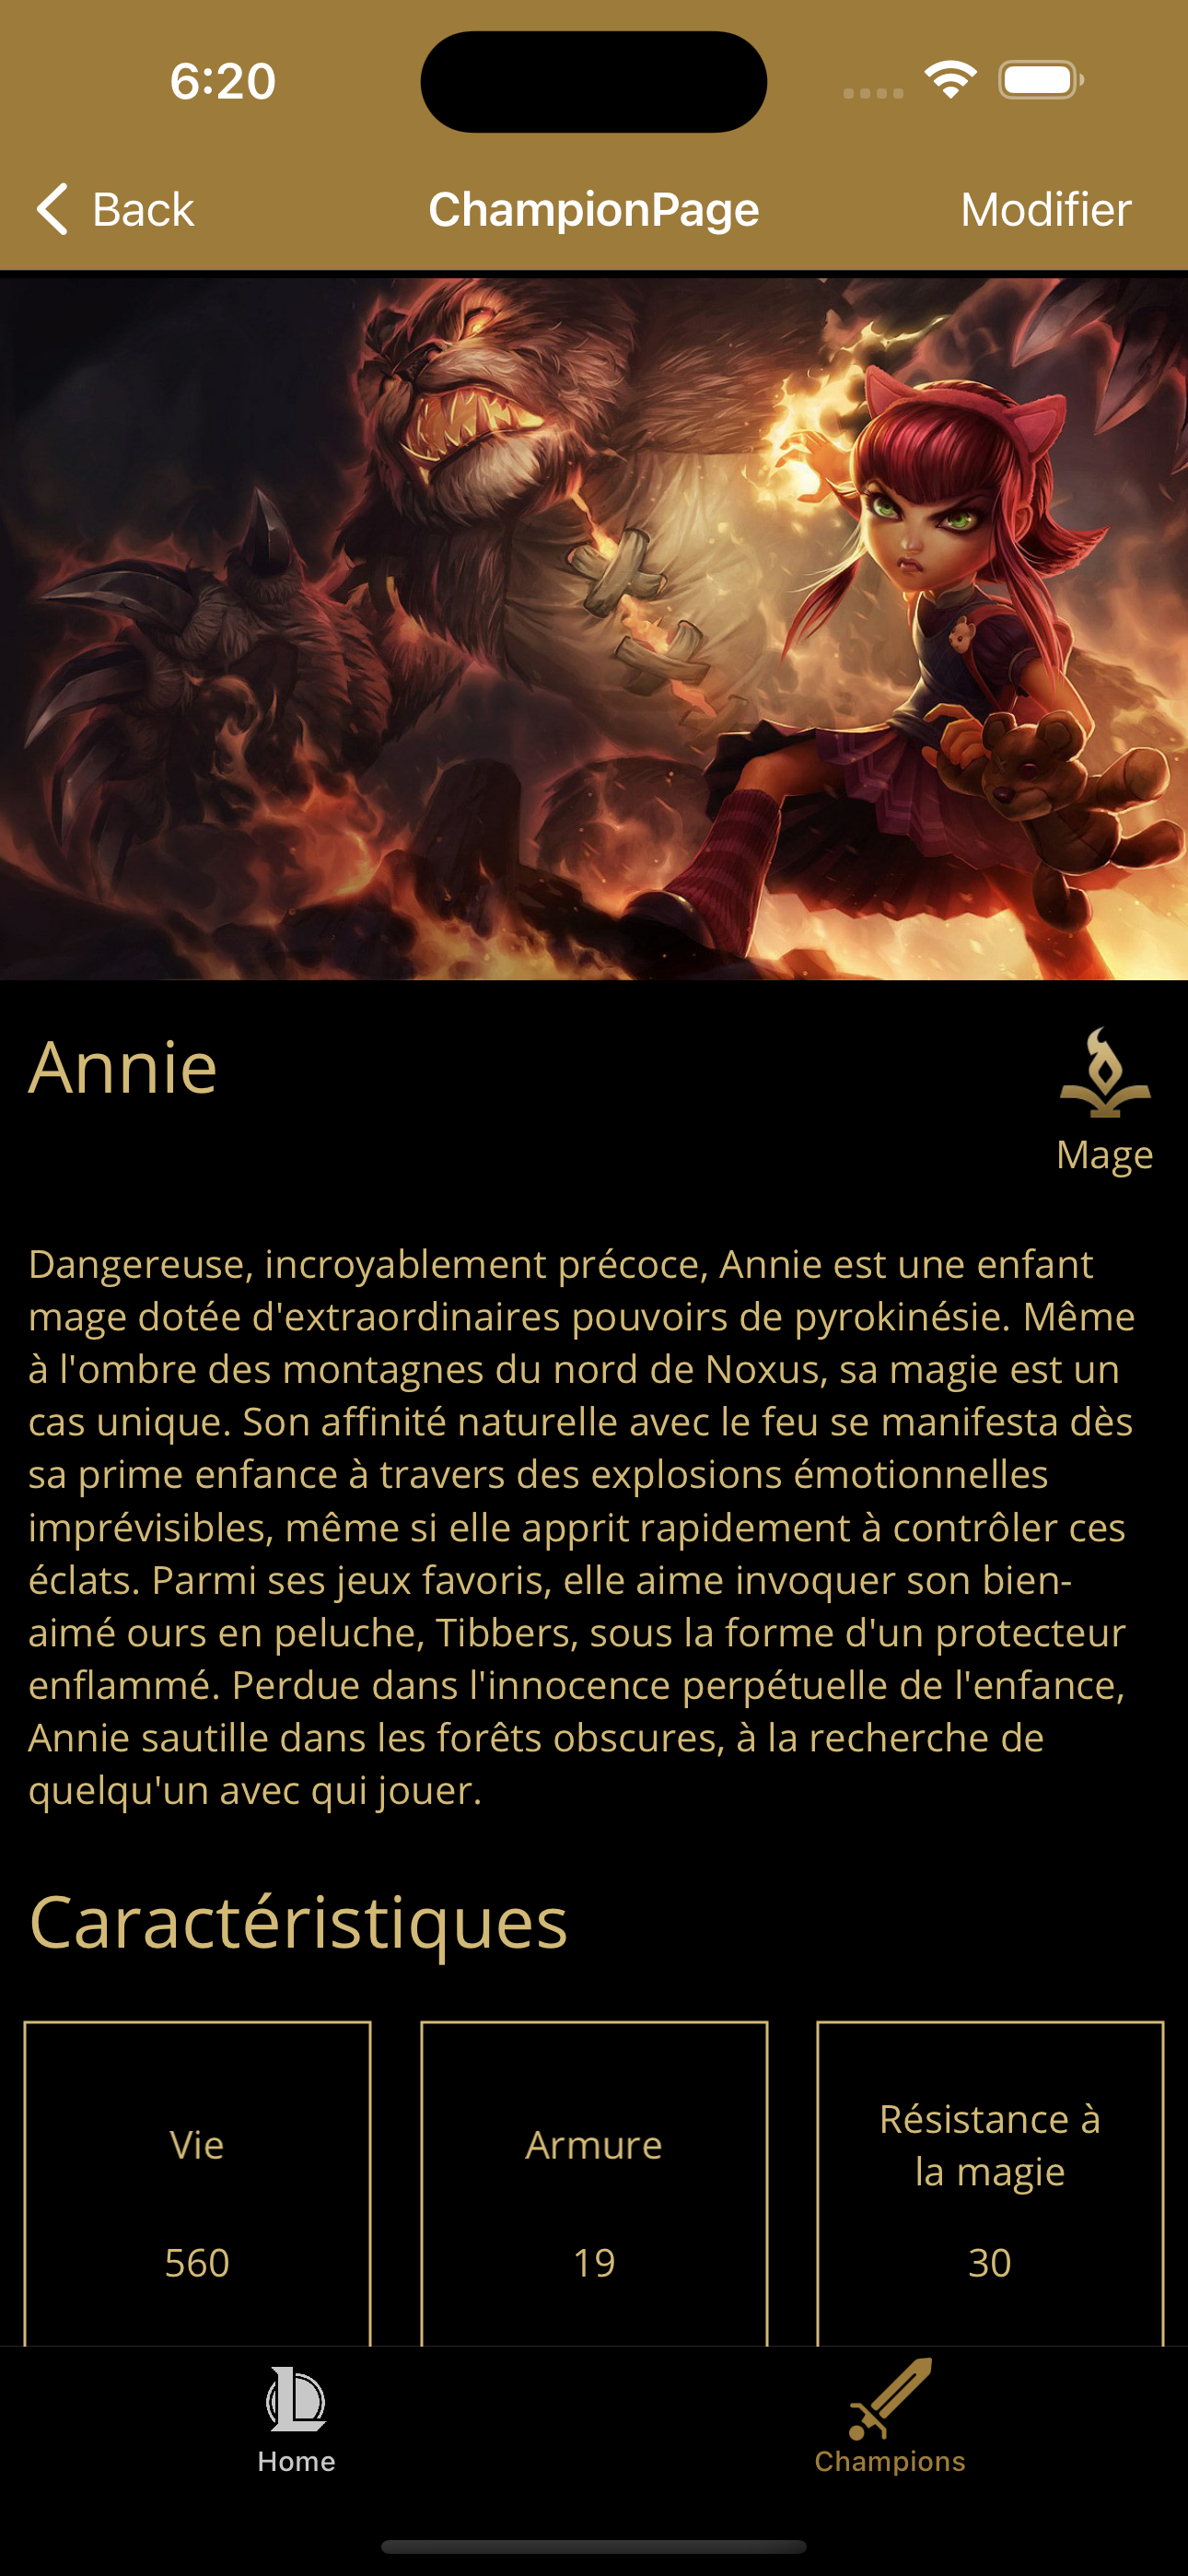 6:20
Back
ChampionPage
Modifier
Annie
Mage
Dangereuse, incroyablement précoce, Annie est une enfant
mage dotée d'extraordinaires pouvoirs de pyrokinésie. Même
à l'ombre des montagnes du nord de Noxus, sa magie est un
cas unique. Son affinité naturelle avec le feu se manifesta dès
sa prime enfance à travers des explosions émotionnelles
imprévisibles, même si elle apprit rapidement à contrôler ces
éclats. Parmi ses jeux favoris, elle aime invoquer son bien-
aimé ours en peluche, Tibbers, sous la forme d'un protecteur
enflammé. Perdue dans l'innocence perpétuelle de l'enfance,
Annie sautille dans les forêts obscures, à la recherche de
quelqu'un avec qui jouer.
Caractéristiques
Vie
560
Armure
19
Résistance à
la magie
30
Home
Champions